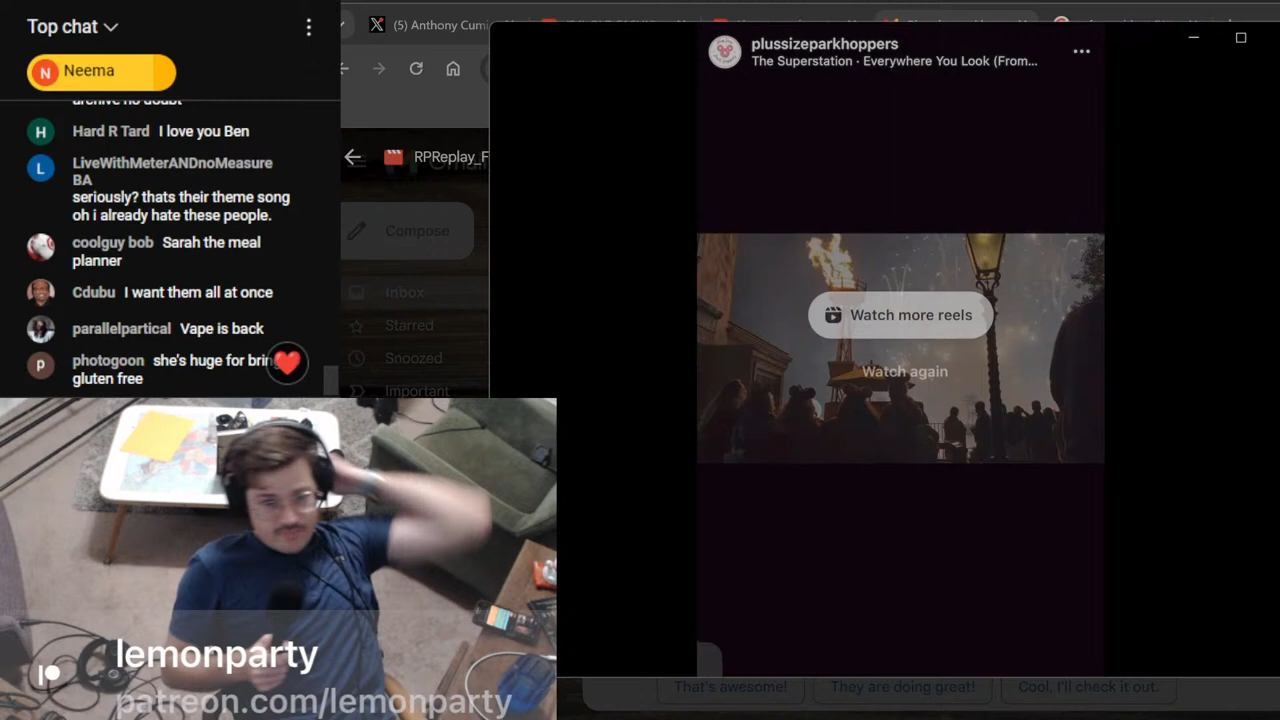 Top chat
N Neema
archive no doubt
H Hard R Tard I love you Ben
L LiveWithMeterANDnoMeasure
BA
seriously? thats their theme song
oh i already hate these people.
coolguy bob Sarah the meal
planner
Cdubu I want them all at once
parallelpartical Vape is back
p photogoon she's huge for bring
gluten free
(5) Anthony Cumi
RPReplay_F
Compose
Inbox
Starred
Snoozed
Important
plussizeparkhoppers
The Superstation · Everywhere You Look (From...
Watch more reels
Watch again
That's awesome!
They are doing great!
Cool, I'll check it out.
lemonparty
patreon.com/lemonparty